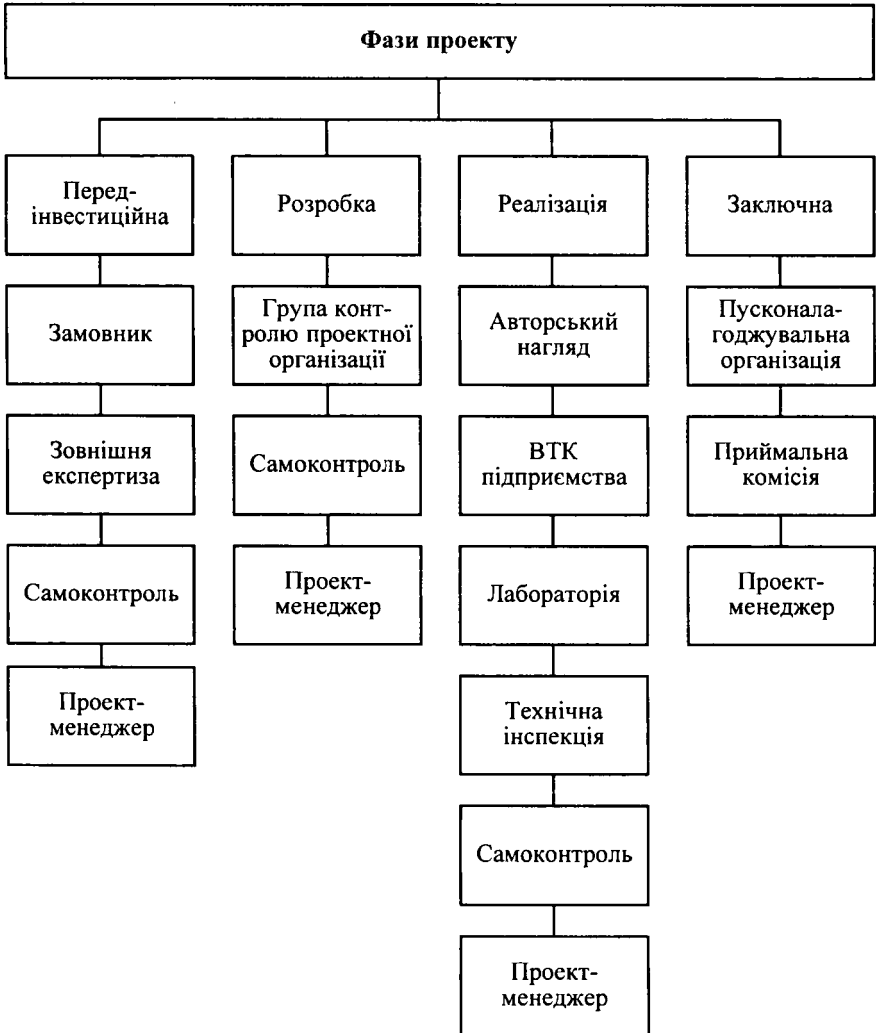 Фази проекту
Перед-
інвестиційна
Замовник
Зовнішня
експертиза
Самоконтроль
Проект-
менеджер
Розробка
Група конт-
ролю проектної
організації
Самоконтроль
Проект-
менеджер
Реалізація
Авторський
нагляд
ВТК
підприємства
Лабораторія
Технічна
інспекція
Самоконтроль
Проект-
менеджер
Заключна
Пусконала-
годжувальна
організація
Приймальна
комісія
Проект-
менеджер